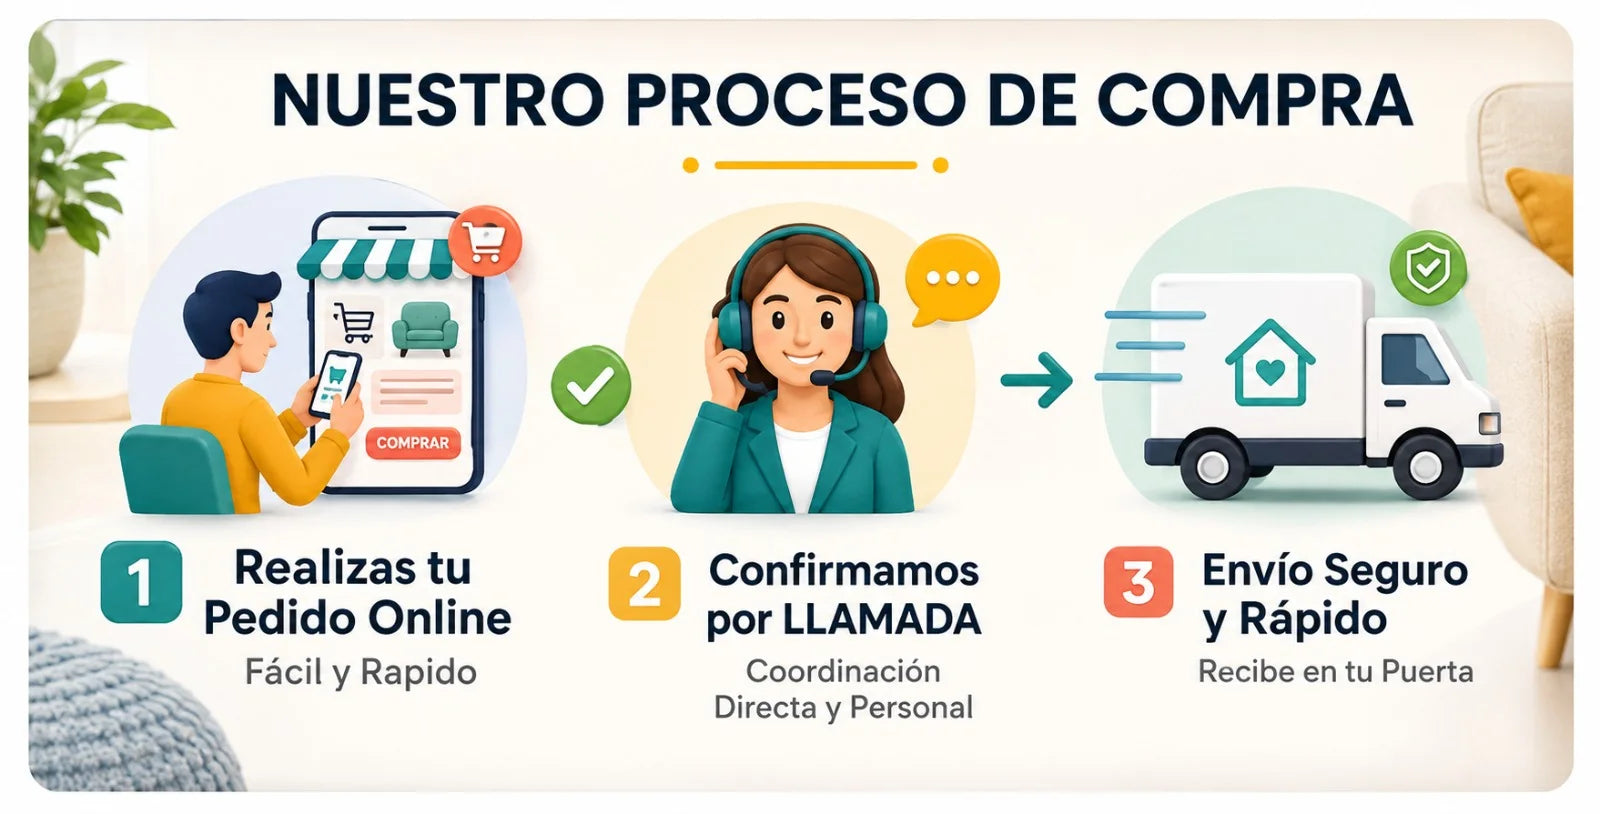 NUESTRO PROCESO DE COMPRA
COMPRAR
1
Realizas tu
Pedido Online
Fácil y Rapido
2
Confirmamos
por LLAMADA
Coordinación
Directa y Personal
3
Envío Seguro
y Rápido
Recibe en tu Puerta